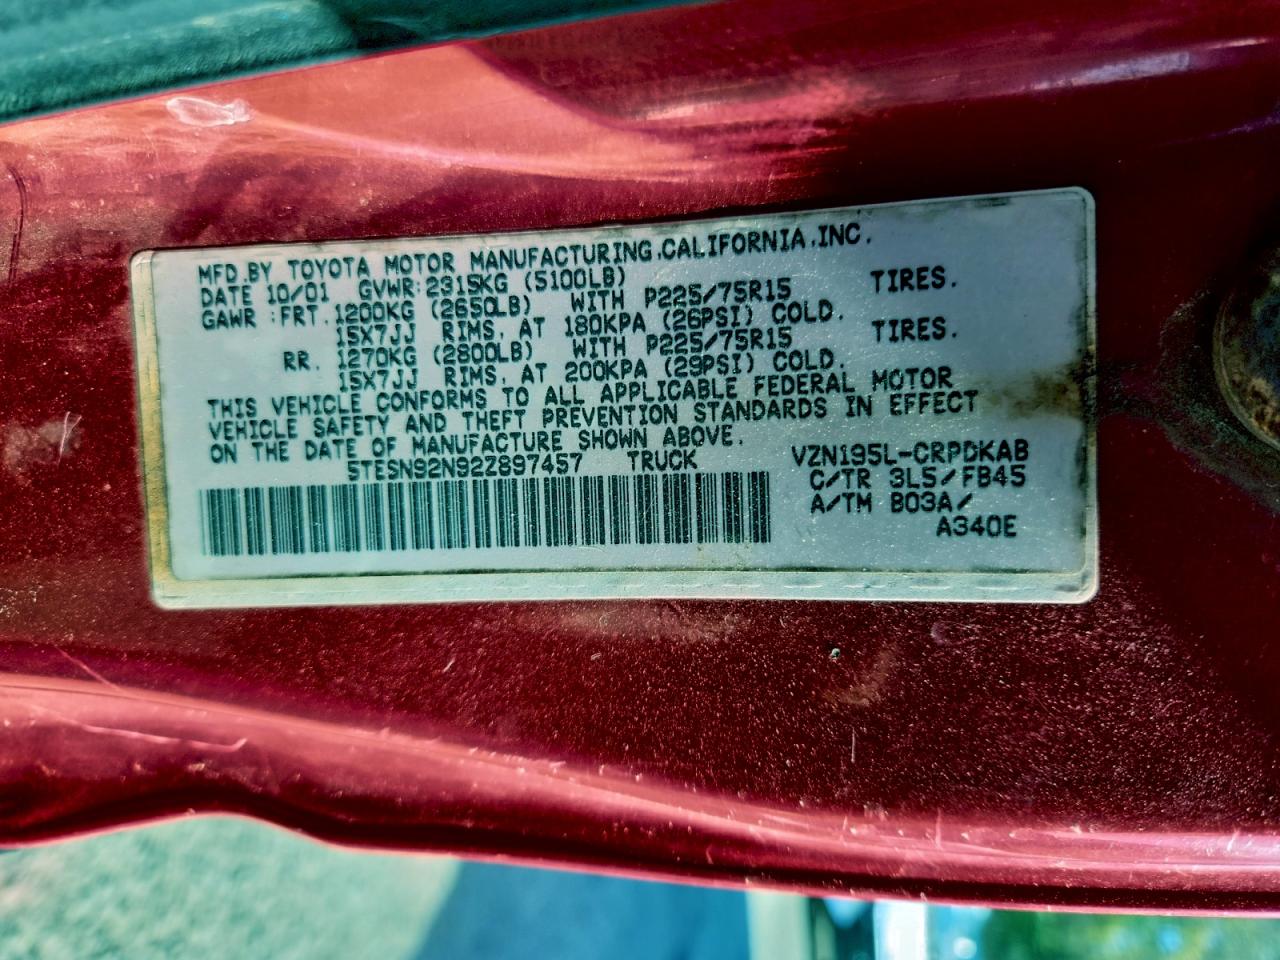 MFD.BY TOYOTA MOTOR MANUFACTURING.CALIFORNIA.INC.
DATE 10/01 GVWR:2315KG (5100LB)
GAWR :FRT. 1200KG (2650LB) WITH P225/75R15 TIRES.
15X7JJ RIMS. AT 180KPA (26PSI) COLD.
RR. 1270KG (2800LB) WITH P225/75R15 TIRES.
15X7JJ RIMS. AT 200KPA (29PSI) COLD.
THIS VEHICLE CONFORMS TO ALL APPLICABLE FEDERAL MOTOR
VEHICLE SAFETY AND THEFT PREVENTION STANDARDS IN EFFECT
ON THE DATE OF MANUFACTURE SHOWN ABOVE.
5TESN92N92Z897457 TRUCK VZN195L-CRPDKAB
C/TR 3L5/FB45
A/TM B03A/
A340E